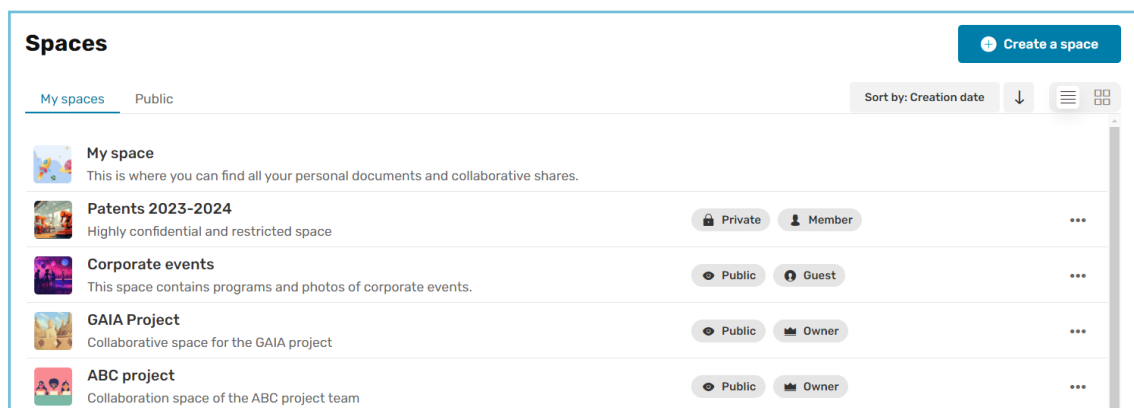 Spaces
Create a space
My spaces
Public
Sort by: Creation date
My space
This is where you can find all your personal documents and collaborative shares.
Patents 2023-2024
Highly confidential and restricted space
Private
Member
Corporate events
This space contains programs and photos of corporate events.
Public
Guest
GAIA Project
Collaborative space for the GAIA project
Public
Owner
ABC project
Collaboration space of the ABC project team
Public
Owner